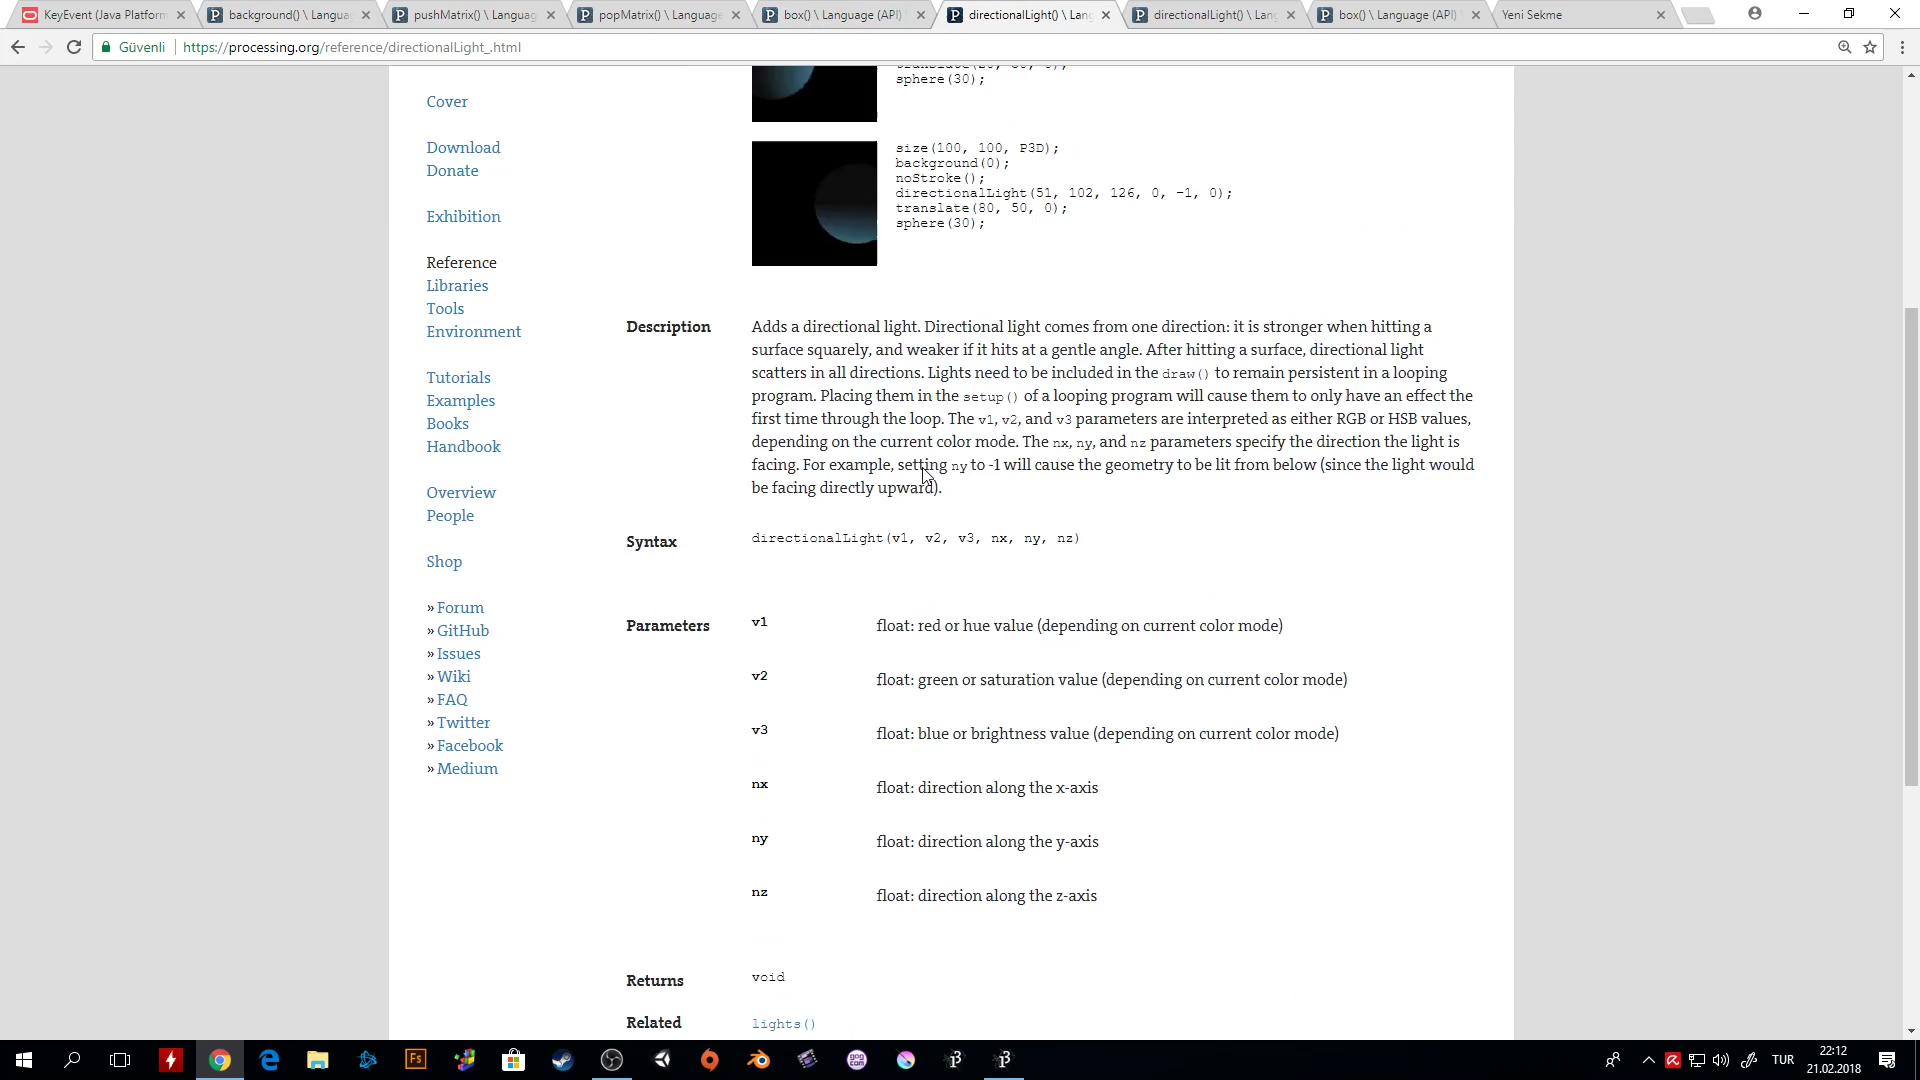 KeyEvent (Java Platform
background() \ Langua
pushMatrix() \ Languag
popMatrix() \ Language
box() \ Language (API)
directionalLight() \ Lang
directionalLight() \ Lang
box() \ Language (API)
Yeni Sekme
Güvenli
https://processing.org/reference/directionalLight_.html
sphere(30);
Cover
Download
Donate
Exhibition
Reference
Libraries
Tools
Environment
Tutorials
Examples
Books
Handbook
Overview
People
Shop
» Forum
» GitHub
» Issues
» Wiki
» FAQ
» Twitter
» Facebook
» Medium
size(100, 100, P3D);
background(0);
noStroke();
directionalLight(51, 102, 126, 0, -1, 0);
translate(80, 50, 0);
sphere(30);
Description
Adds a directional light. Directional light comes from one direction: it is stronger when hitting a
surface squarely, and weaker if it hits at a gentle angle. After hitting a surface, directional light
scatters in all directions. Lights need to be included in the draw() to remain persistent in a looping
program. Placing them in the setup() of a looping program will cause them to only have an effect the
first time through the loop. The v1, v2, and v3 parameters are interpreted as either RGB or HSB values,
depending on the current color mode. The nx, ny, and nz parameters specify the direction the light is
facing. For example, setting ny to -1 will cause the geometry to be lit from below (since the light would
be facing directly upward).
Syntax
directionalLight(v1, v2, v3, nx, ny, nz)
Parameters
v1 float: red or hue value (depending on current color mode)
v2 float: green or saturation value (depending on current color mode)
v3 float: blue or brightness value (depending on current color mode)
nx float: direction along the x-axis
ny float: direction along the y-axis
nz float: direction along the z-axis
Returns void
Related lights()
Fs
TUR
22:12
21.02.2018